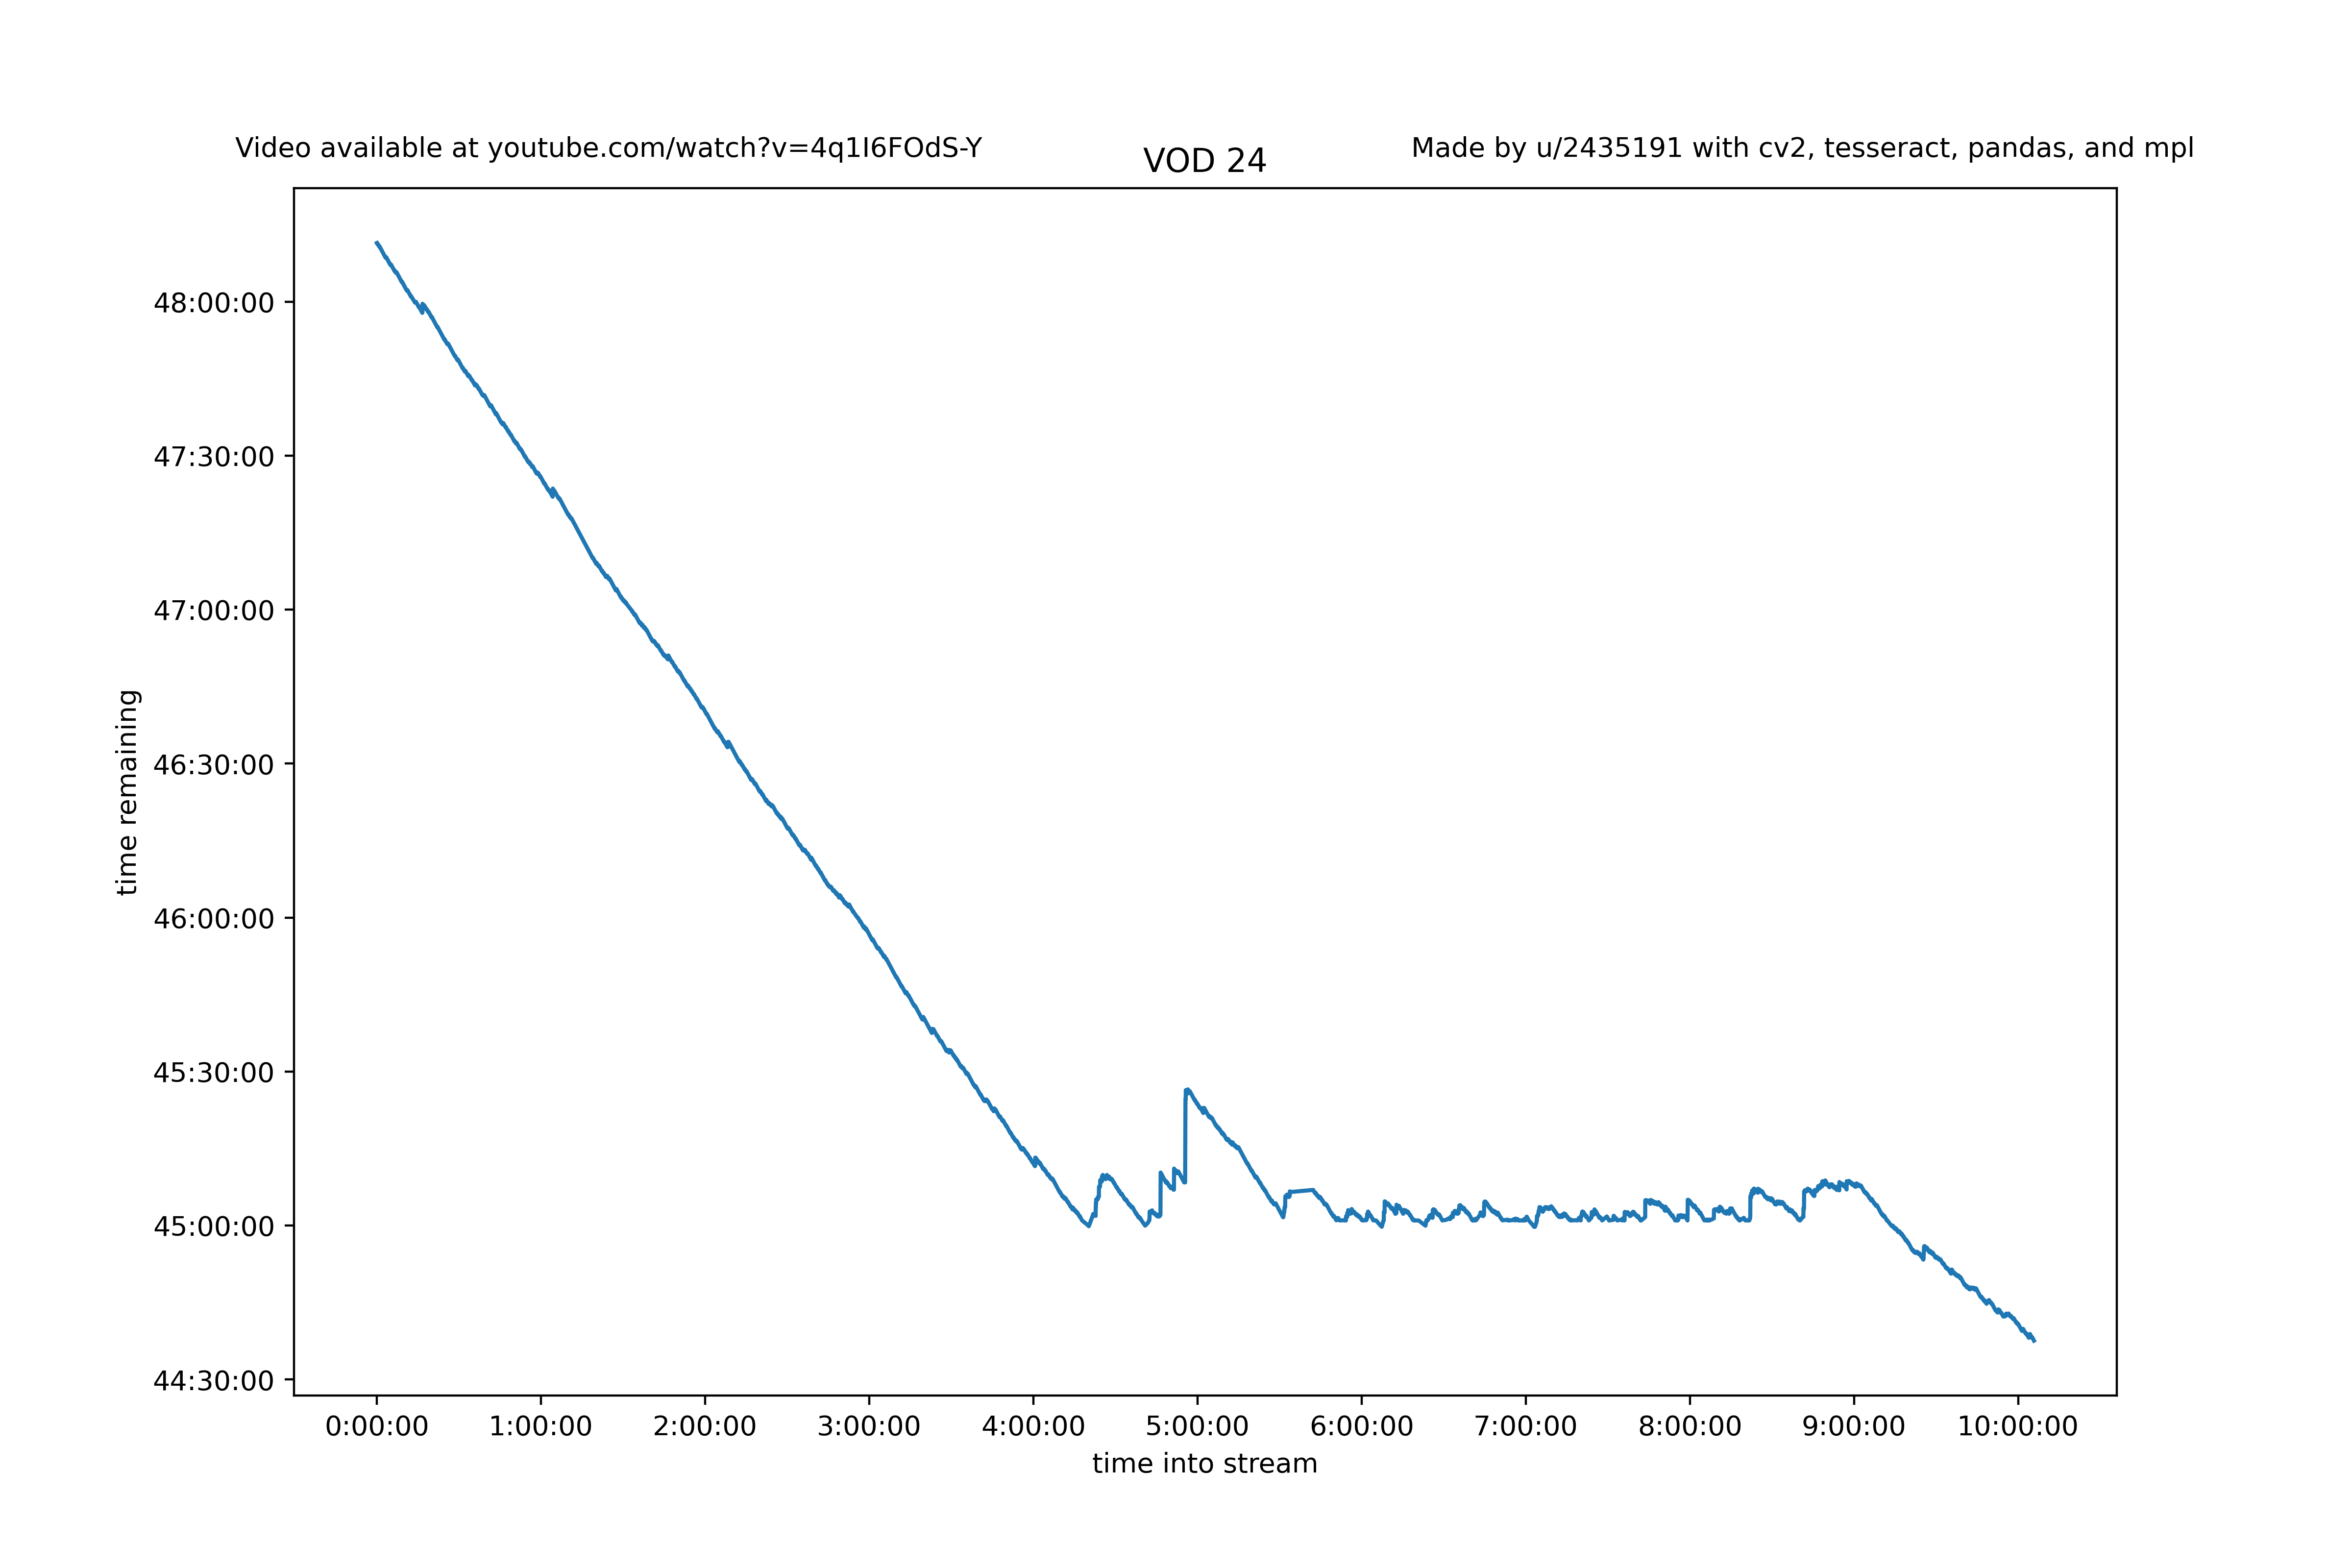 Video available at youtube.com/watch?v=4q1I6FOdS-Y
VOD 24
Made by u/2435191 with cv2, tesseract, pandas, and mpl
time remaining
48:00:00
47:30:00
47:00:00
46:30:00
46:00:00
45:30:00
45:00:00
44:30:00
0:00:00 1:00:00 2:00:00 3:00:00 4:00:00 5:00:00 6:00:00 7:00:00 8:00:00 9:00:00 10:00:00
time into stream